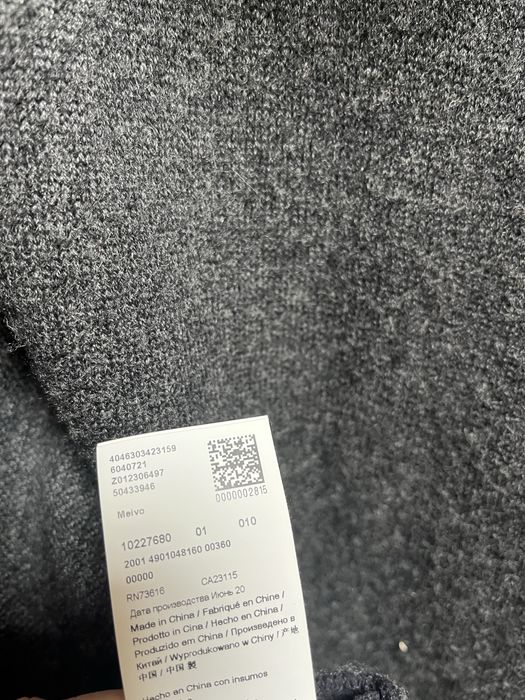 4046303423159
6040721
Z012306497
50433946
0000002815
Melvo
10227680 01 010
2001 4901048160 00360
00000
RN73616 CA23115
Дата производства Июнь 20
Made in China / Fabriqué en Chine /
Prodotto in Cina / Hecho en China /
Produzido em China / Произведено в
Китай / Wyprodukowano w Chiny / 产地
中国 / 中国 製
Hecho en China con insumos